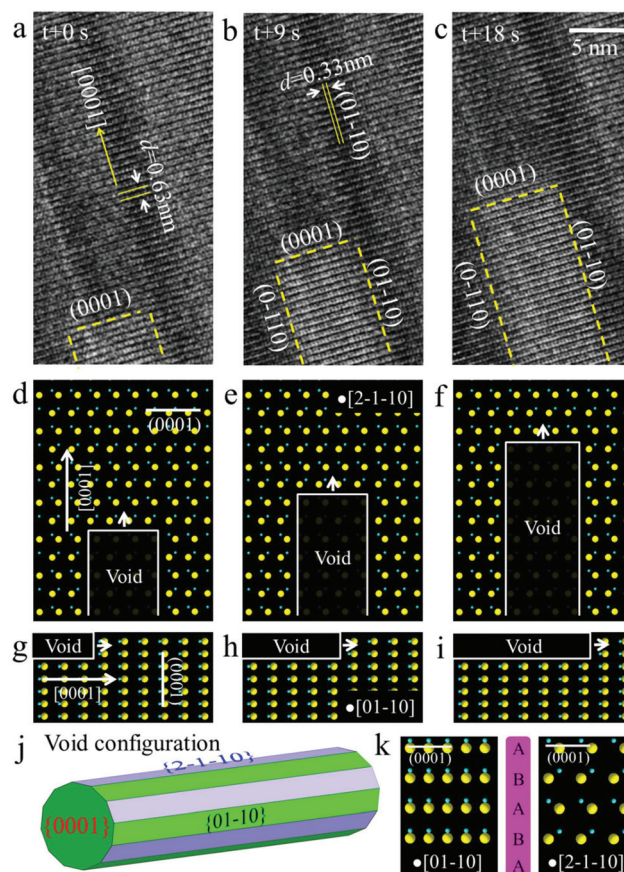 a
t+0 s
[0001]
d=0.63nm
(0001)
b
t+9 s
d=0.33nm
(01-10)
(0001)
(0-110)
(01-10)
c
t+18 s
5 nm
(0001)
(0-110)
(01-10)
d
(0001)
[0001]
Void
e
[2-1-10]
Void
f
Void
g
Void
[0001]
(0001)
h
Void
[01-10]
i
Void
j
Void configuration
{2-1-10}
{0001}
{01-10}
k
(0001)
[01-10]
A
B
A
B
A
(0001)
[2-1-10]